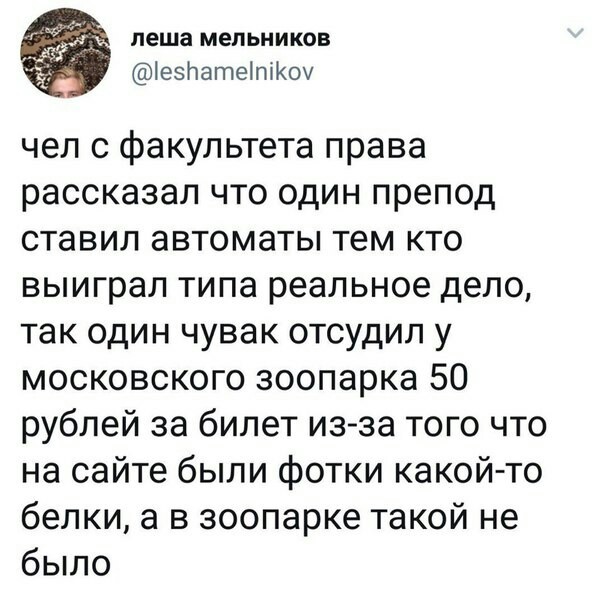 леша мельников
@leshamelnikov
чел с факультета права
рассказал что один препод
ставил автоматы тем кто
выиграл типа реальное дело,
так один чувак отсудил у
московского зоопарка 50
рублей за билет из-за того что
на сайте были фотки какой-то
белки, а в зоопарке такой не
было